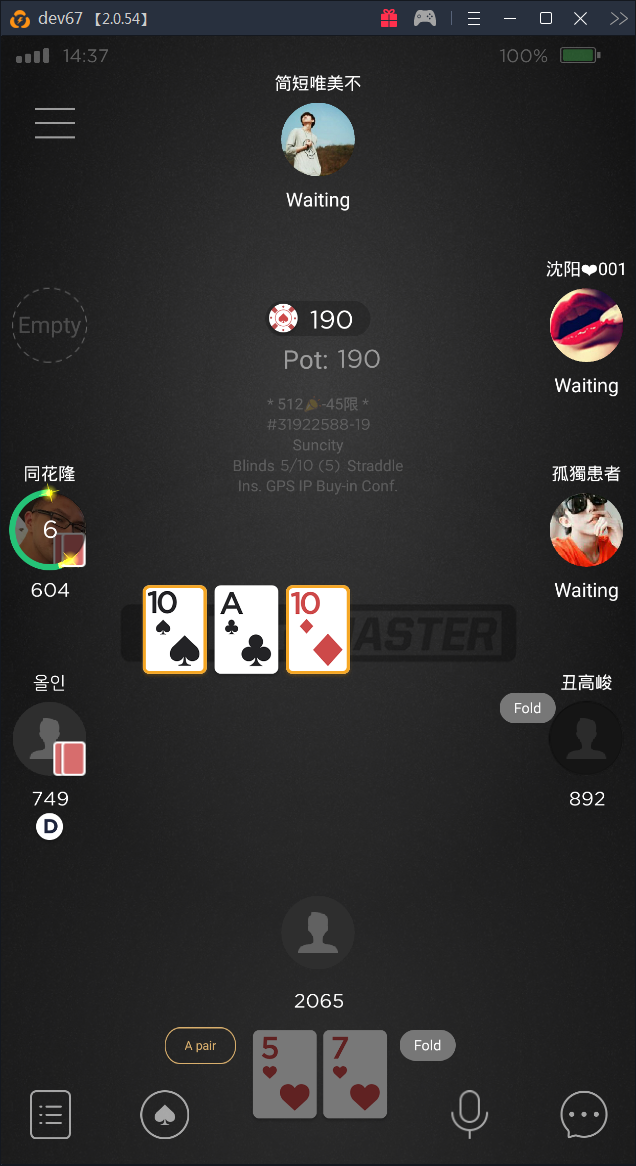 dev67 【2.0.54】
14:37
100%
简短唯美不
Waiting
沈阳❤001
Empty
190
Waiting
Pot: 190
* 512🎉-45限 *
#31922588-19
Suncity
Blinds 5/10 (5) Straddle
Ins. GPS IP Buy-in Conf.
同花隆
孤獨患者
6
604
Waiting
10 A 10
ASTER
올인
丑高峻
Fold
749
892
D
2065
A pair
5 7
Fold